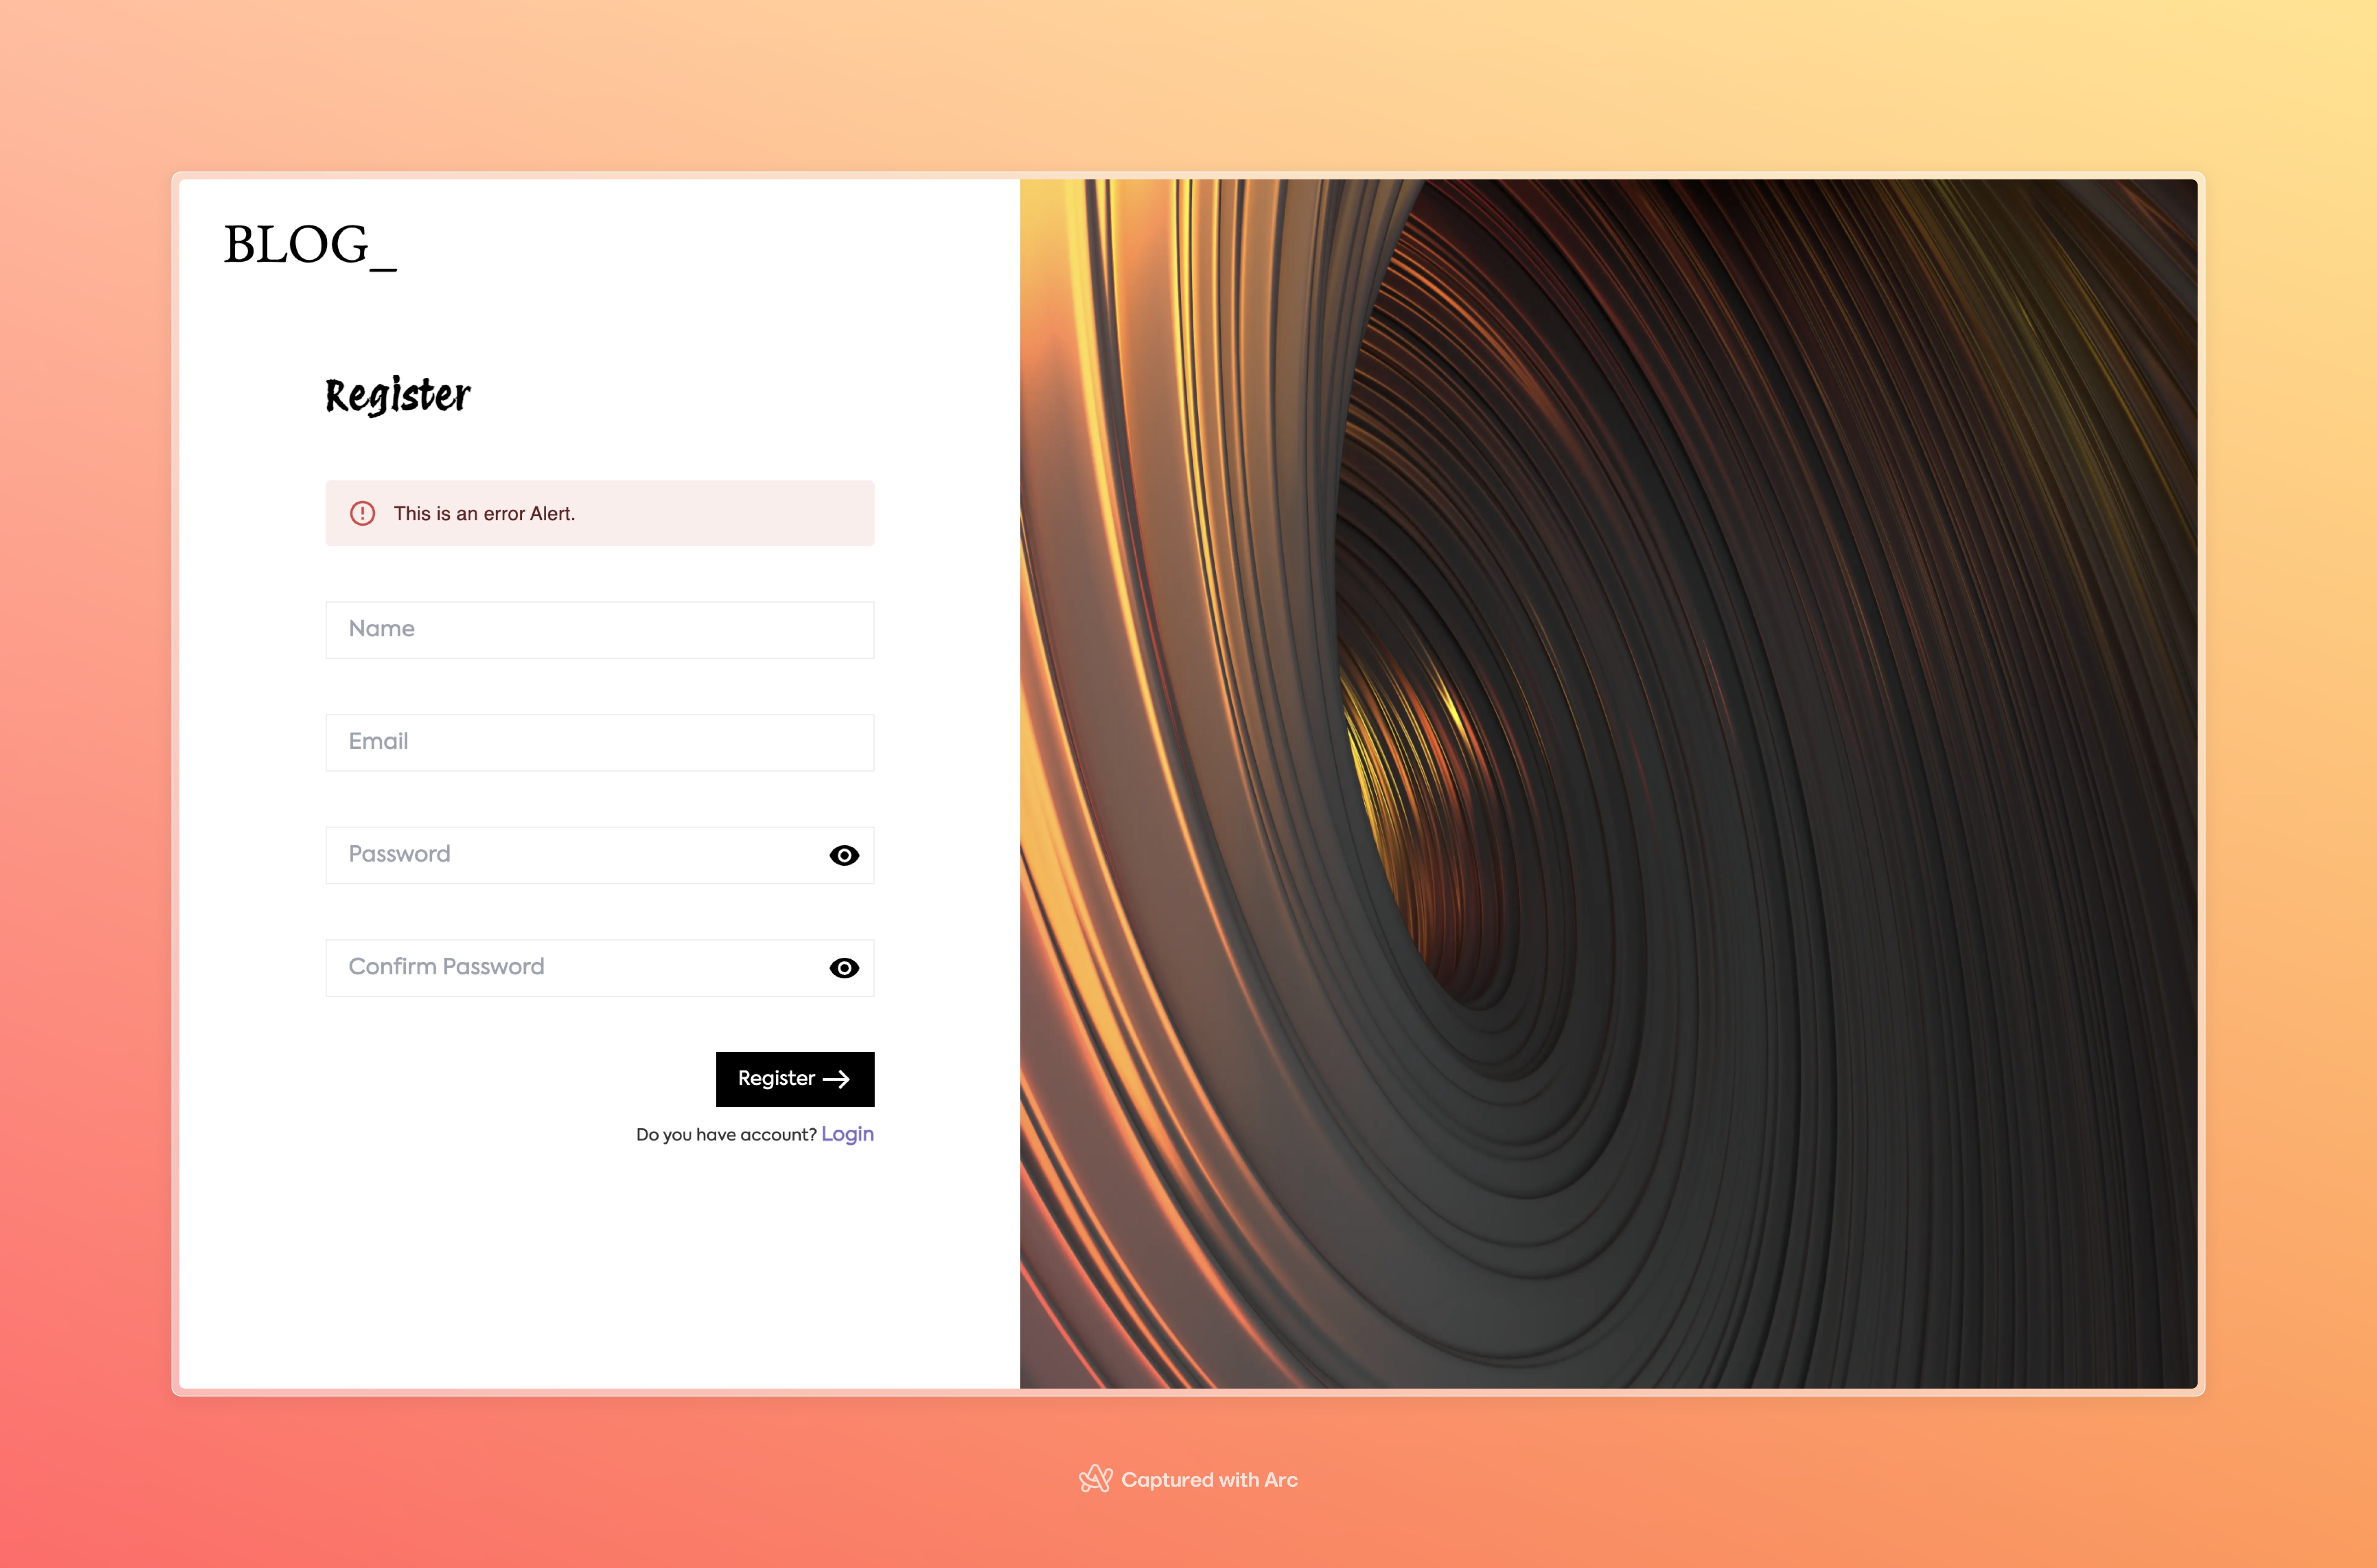 BLOG_
Register
This is an error Alert.
Name
Email
Password
Confirm Password
Register
Do you have account? Login
Captured with Arc